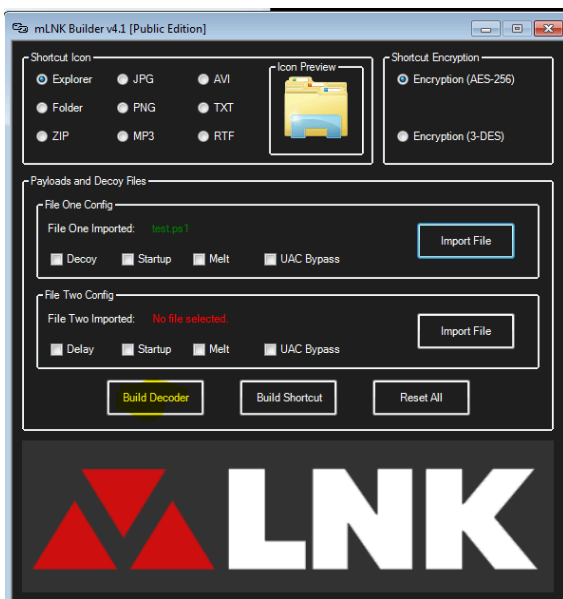 mLNK Builder v4.1 [Public Edition]
Shortcut Icon
Explorer JPG AVI
Folder PNG TXT
ZIP MP3 RTF
Icon Preview
Shortcut Encryption
Encryption (AES-256)
Encryption (3-DES)
Payloads and Decoy Files
File One Config
File One Imported: test.ps1
Import File
Decoy Startup Melt UAC Bypass
File Two Config
File Two Imported: No file selected.
Import File
Delay Startup Melt UAC Bypass
Build Decoder Build Shortcut Reset All
LNK